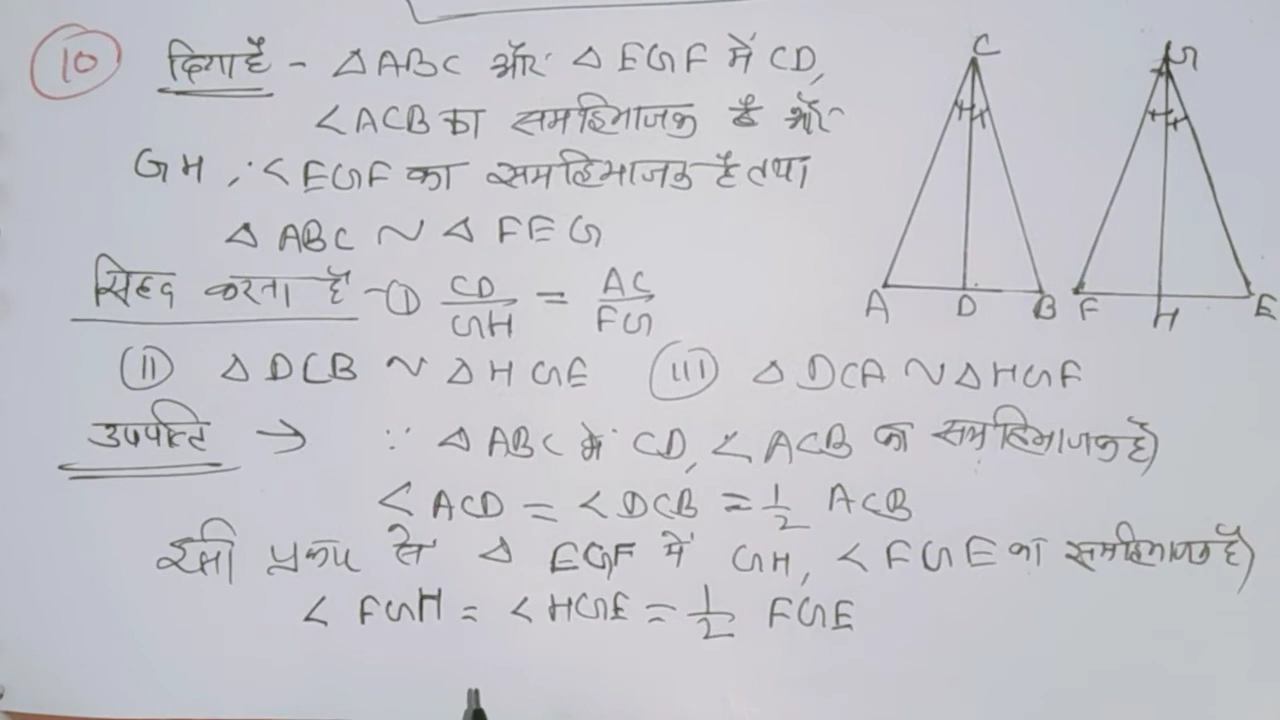 10 दिया है - △ABC और △EGF में CD,
∠ACB का समद्विभाजक है और
GH, ∠EGF का समद्विभाजक है तथा
△ABC ~ △FEG
सिद्ध करता है - (i) CD/GH = AC/FG
(ii) △DCB ~ △HGE (iii) △DCA ~ △HGF
उपपत्ति → ∵ △ABC में CD, ∠ACB का समद्विभाजक है)
∠ACD = ∠DCB = 1/2 ACB
इसी प्रकार से △ EGF में GH, ∠FGE का समद्विभाजक है)
∠FGH = ∠HGE = 1/2 FGE
C
G
A D B F H E